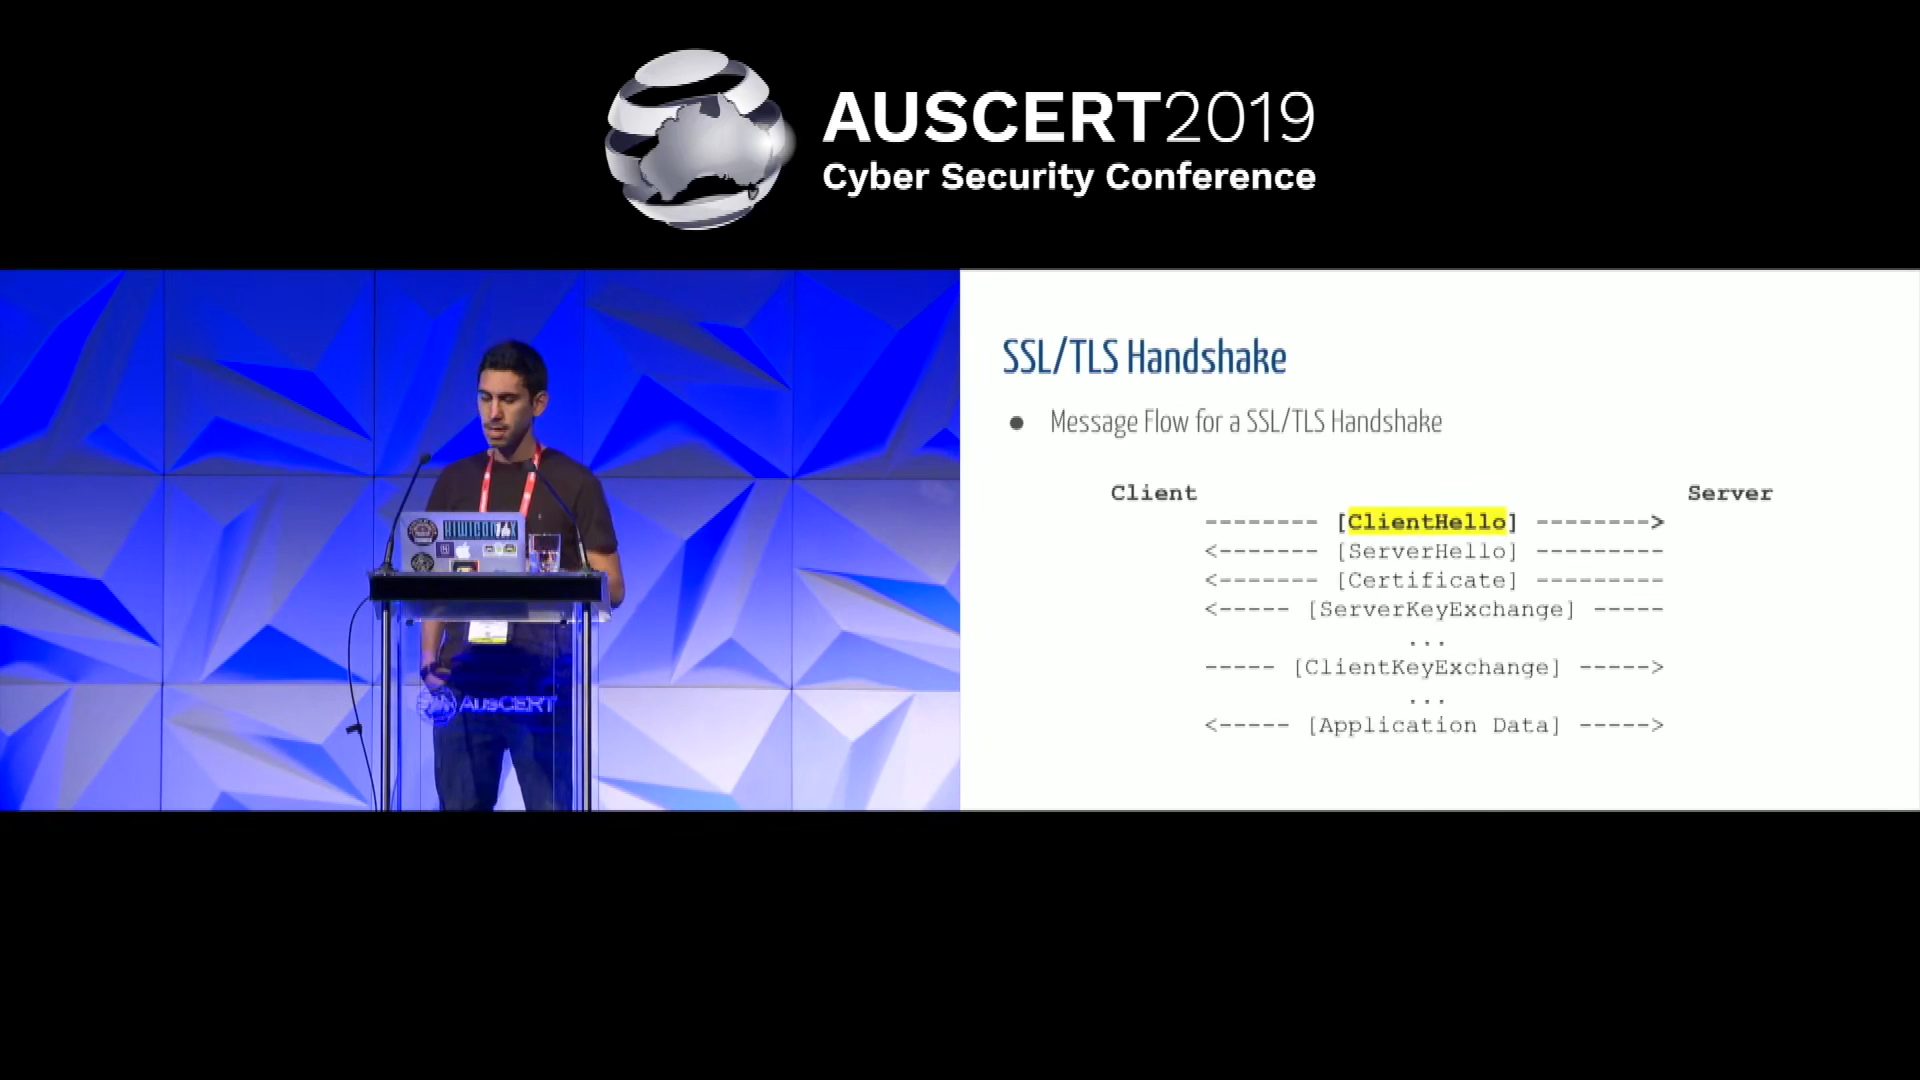 AUSCERT2019
Cyber Security Conference
SSL/TLS Handshake
● Message Flow for a SSL/TLS Handshake
Client Server
-------- [ClientHello] -------->
<------- [ServerHello] ---------
<------- [Certificate] ---------
<----- [ServerKeyExchange] -----
...
----- [ClientKeyExchange] ----->
...
<----- [Application Data] ----->
AUSCERT